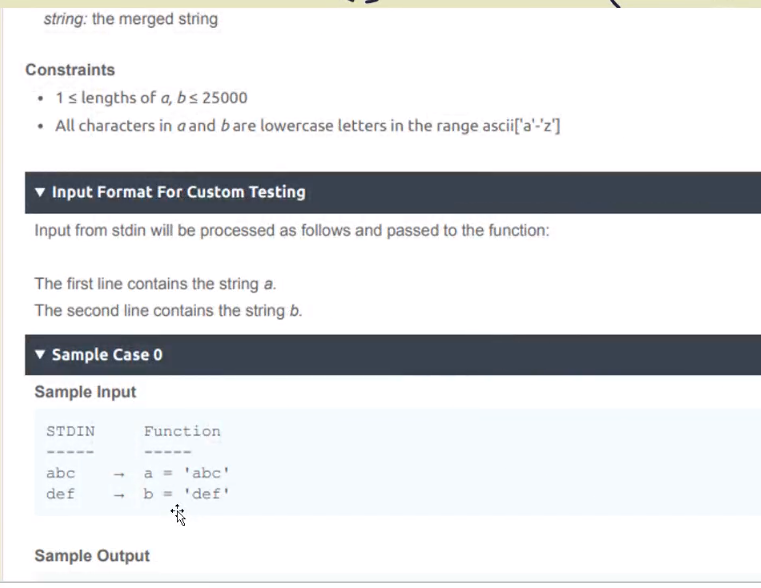 string: the merged string
Constraints
• 1 ≤ lengths of a, b ≤ 25000
• All characters in a and b are lowercase letters in the range ascii['a'-'z']
▼ Input Format For Custom Testing
Input from stdin will be processed as follows and passed to the function:
The first line contains the string a.
The second line contains the string b.
▼ Sample Case 0
Sample Input
STDIN Function
----- -----
abc → a = 'abc'
def → b = 'def'
Sample Output